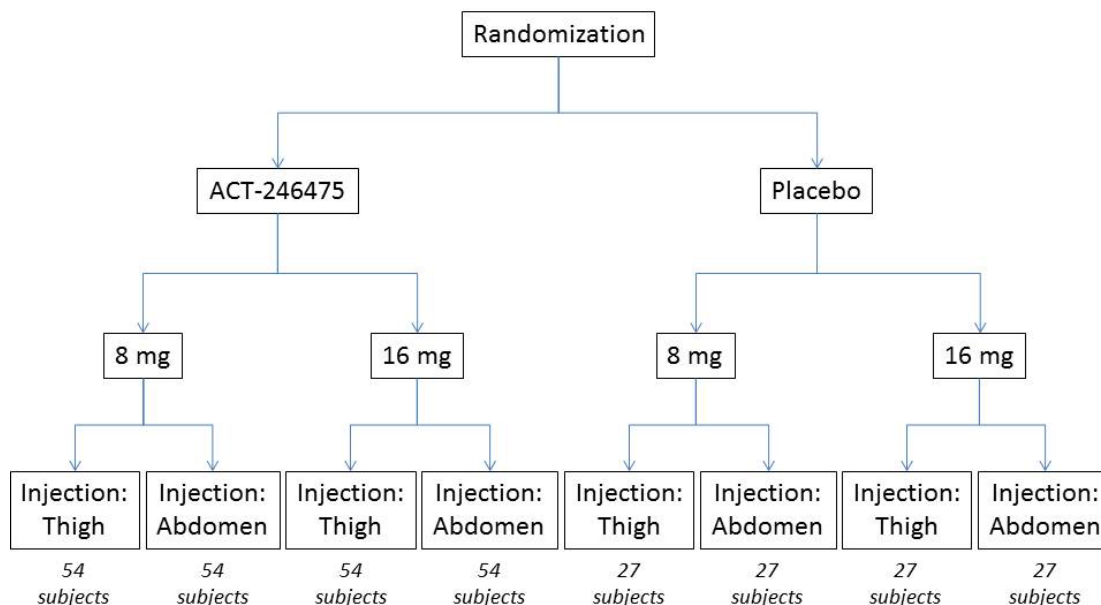 Randomization
ACT-246475
Placebo
8 mg
16 mg
8 mg
16 mg
Injection:
Thigh
Injection:
Abdomen
Injection:
Thigh
Injection:
Abdomen
Injection:
Thigh
Injection:
Abdomen
Injection:
Thigh
Injection:
Abdomen
54
subjects
54
subjects
54
subjects
54
subjects
27
subjects
27
subjects
27
subjects
27
subjects